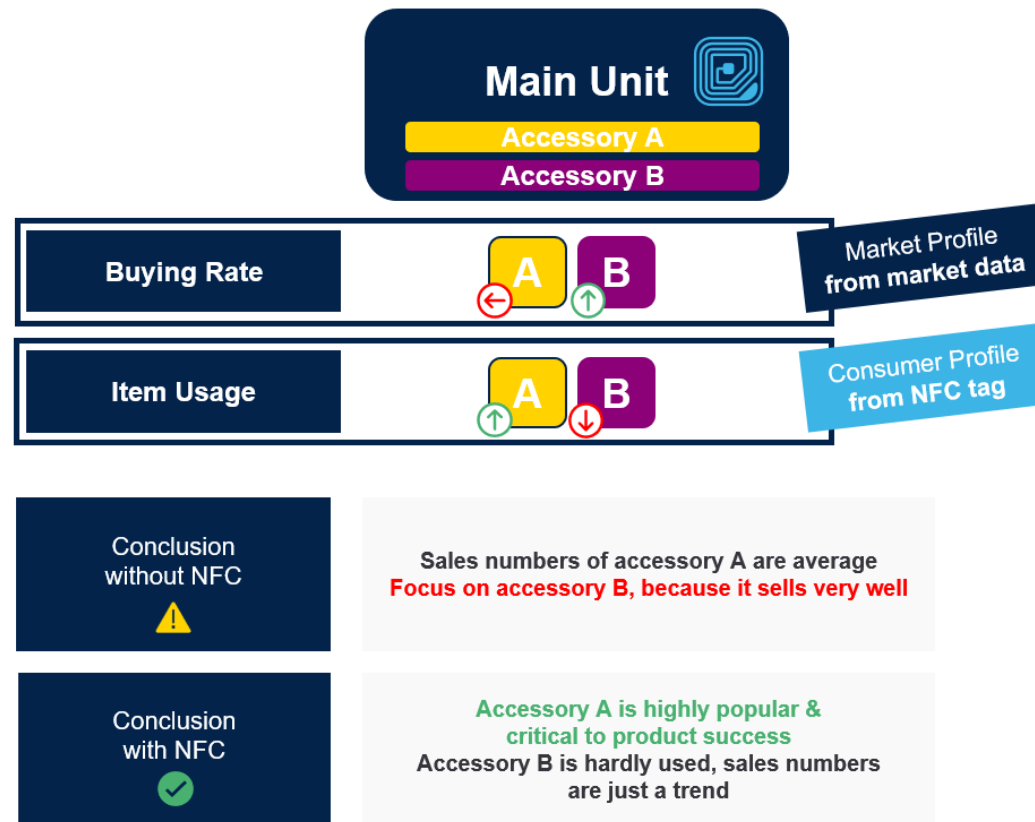 Main Unit
Accessory A
Accessory B
Buying Rate
A
B
Market Profile
from market data
Item Usage
A
B
Consumer Profile
from NFC tag
Conclusion
without NFC
Sales numbers of accessory A are average
Focus on accessory B, because it sells very well
Conclusion
with NFC
Accessory A is highly popular &
critical to product success
Accessory B is hardly used, sales numbers
are just a trend